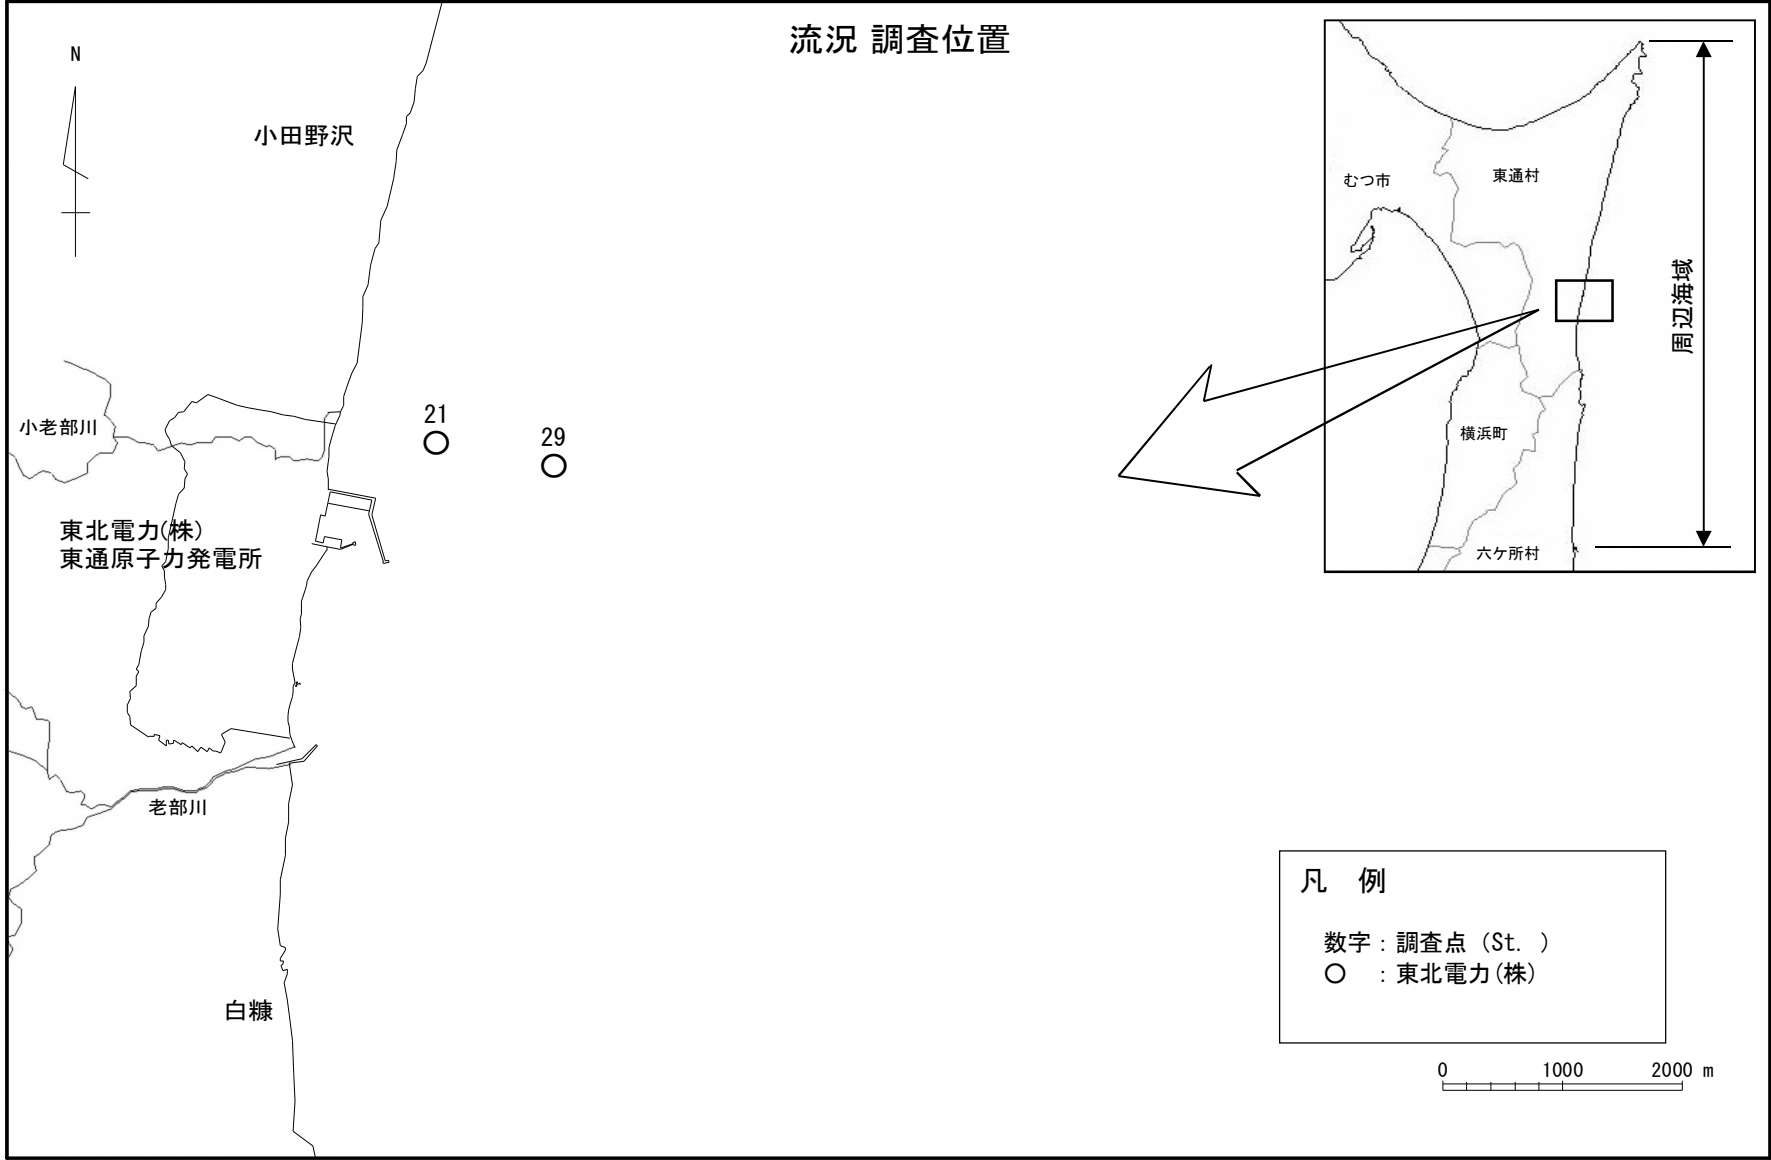 流況 調査位置
N
小田野沢
むつ市
東通村
周辺海域
横浜町
六ケ所村
小老部川
21
29
東北電力(株)
東通原子力発電所
老部川
白糠
凡 例
数字：調査点（St. ）
○ ：東北電力(株)
0 1000 2000 m